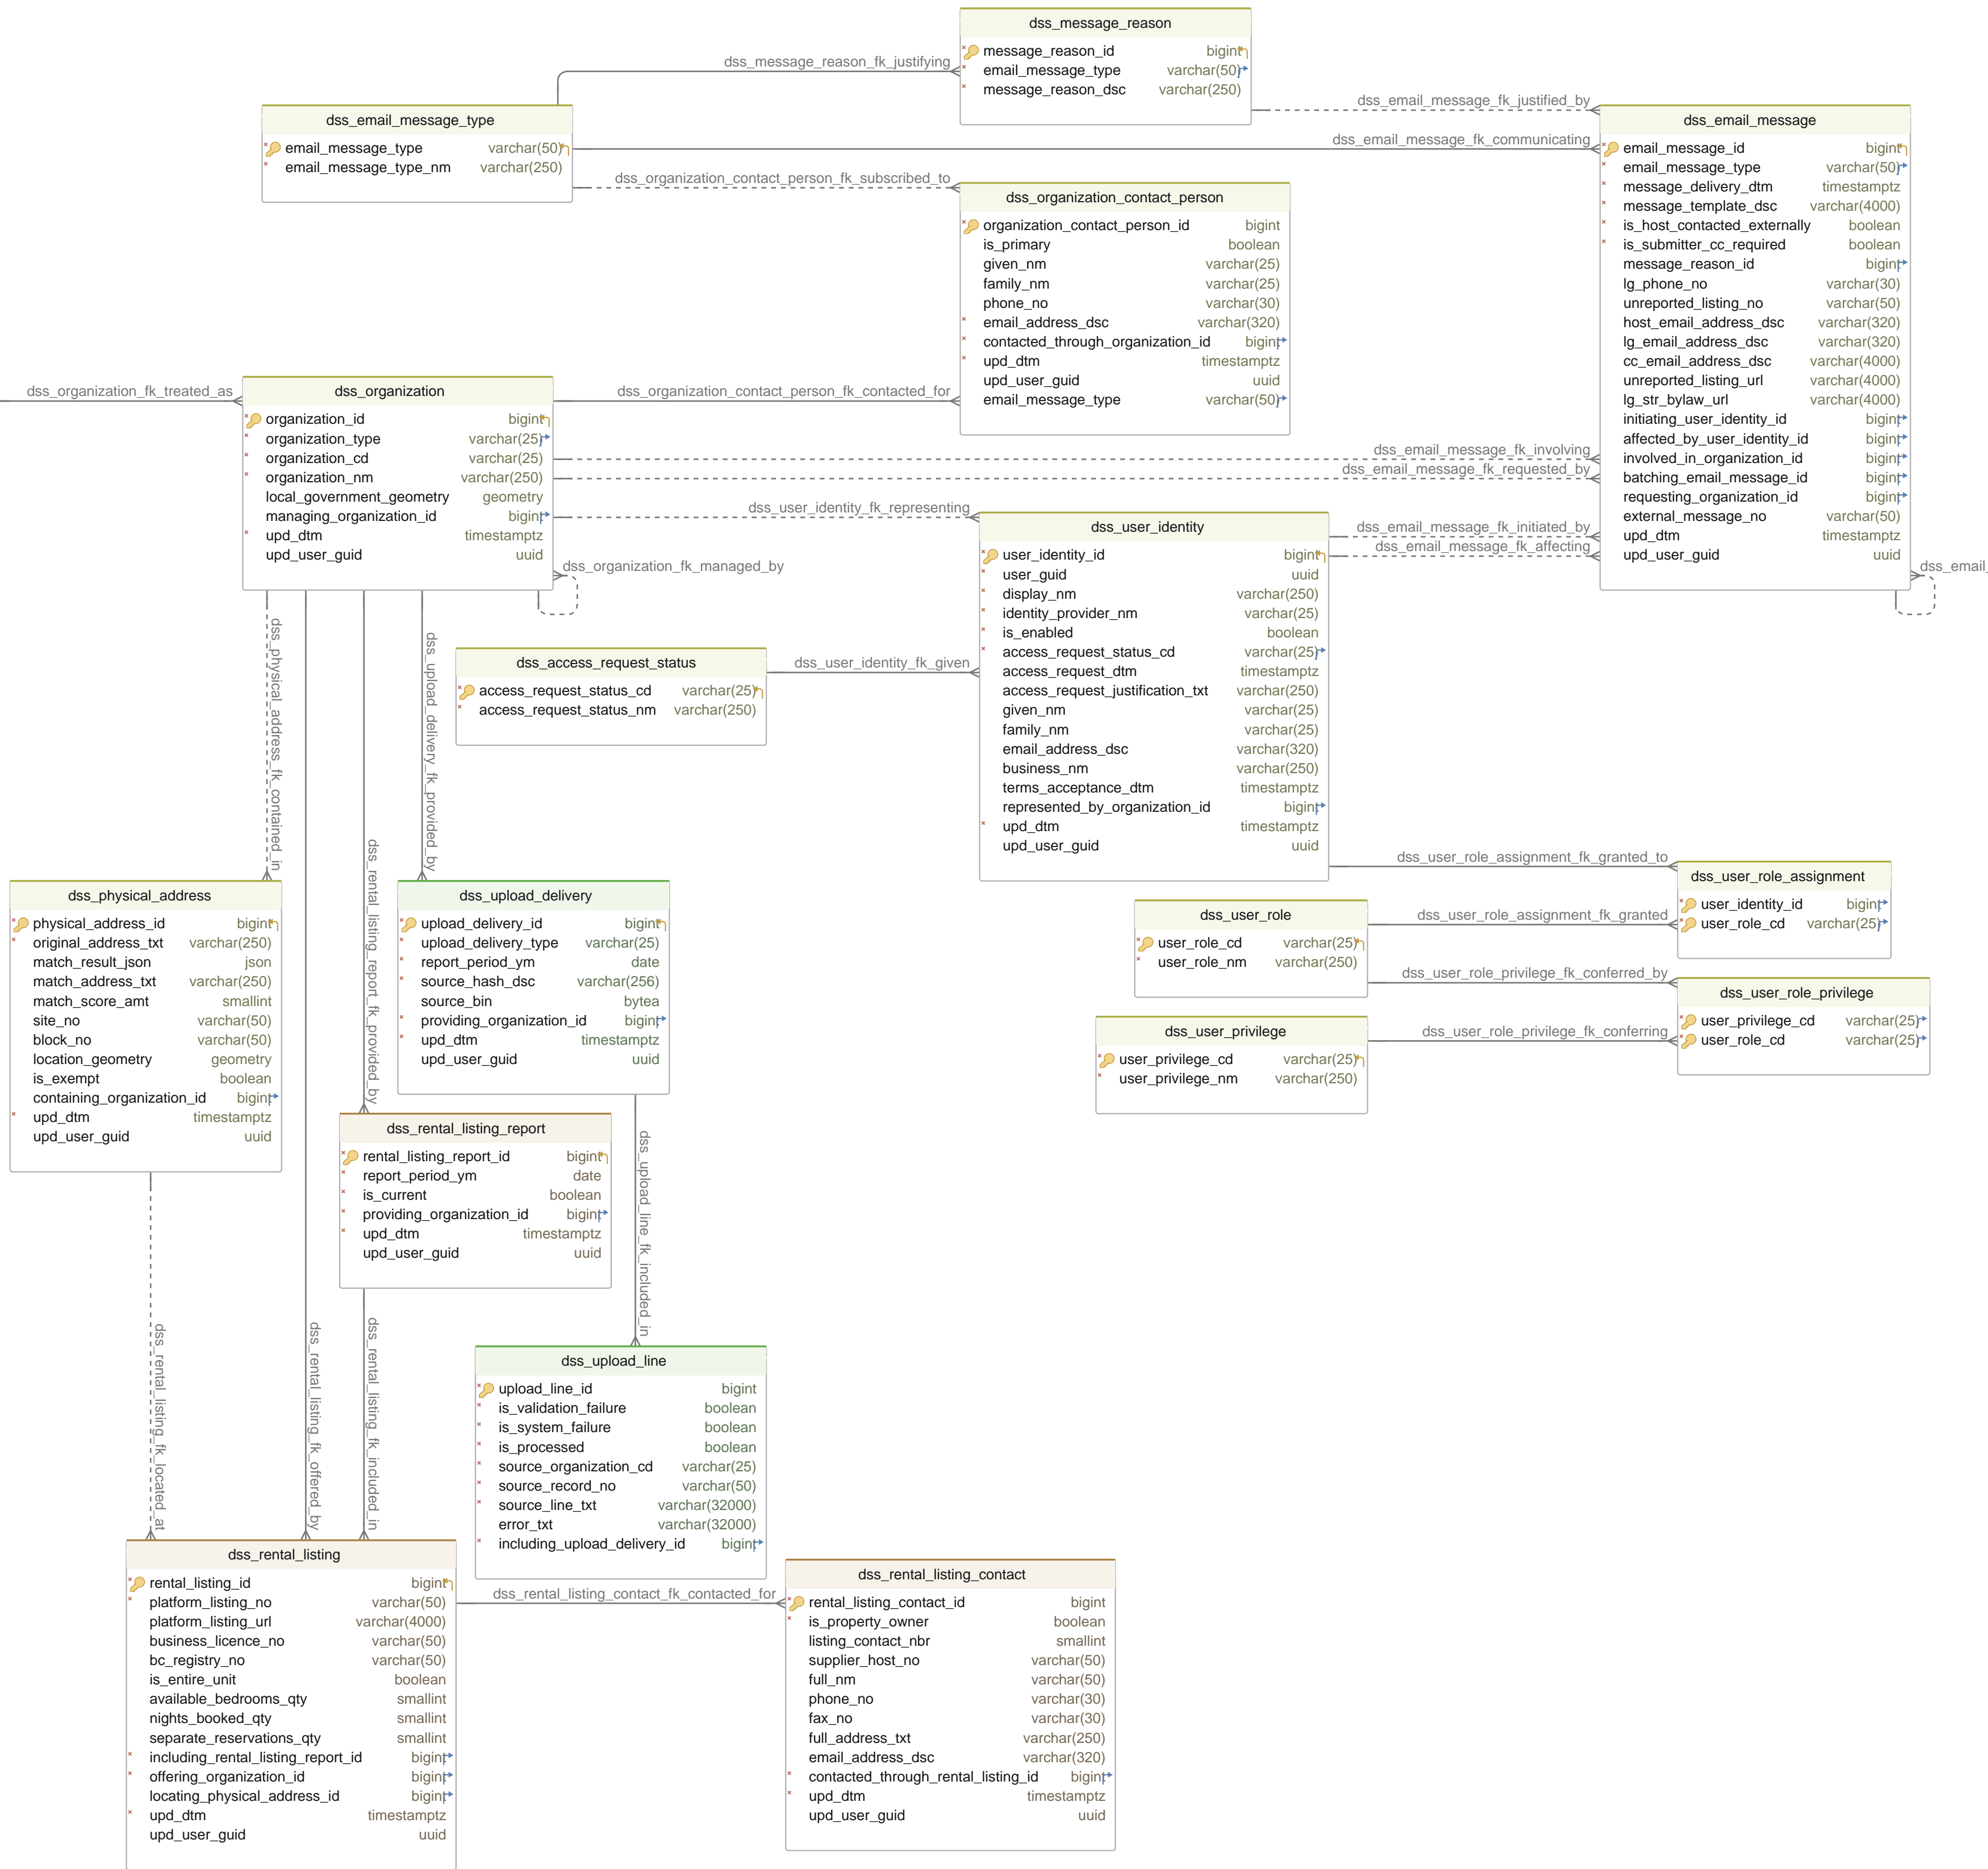 dss_message_reason
message_reason_id bigint
email_message_type varchar(50)
message_reason_dsc varchar(250)
dss_message_reason_fk_justifying
dss_email_message_fk_justified_by
dss_email_message_type
email_message_type varchar(50)
email_message_type_nm varchar(250)
dss_email_message_fk_communicating
dss_organization_contact_person_fk_subscribed_to
dss_email_message
email_message_id bigint
email_message_type varchar(50)
message_delivery_dtm timestamptz
message_template_dsc varchar(4000)
is_host_contacted_externally boolean
is_submitter_cc_required boolean
message_reason_id bigint
lg_phone_no varchar(30)
unreported_listing_no varchar(50)
host_email_address_dsc varchar(320)
lg_email_address_dsc varchar(320)
cc_email_address_dsc varchar(4000)
unreported_listing_url varchar(4000)
lg_str_bylaw_url varchar(4000)
initiating_user_identity_id bigint
affected_by_user_identity_id bigint
involved_in_organization_id bigint
batching_email_message_id bigint
requesting_organization_id bigint
external_message_no varchar(50)
upd_dtm timestamptz
upd_user_guid uuid
dss_email_
dss_organization_contact_person
organization_contact_person_id bigint
is_primary boolean
given_nm varchar(25)
family_nm varchar(25)
phone_no varchar(30)
email_address_dsc varchar(320)
contacted_through_organization_id bigint
upd_dtm timestamptz
upd_user_guid uuid
email_message_type varchar(50)
dss_organization_fk_treated_as
dss_organization_contact_person_fk_contacted_for
dss_organization
organization_id bigint
organization_type varchar(25)
organization_cd varchar(25)
organization_nm varchar(250)
local_government_geometry geometry
managing_organization_id bigint
upd_dtm timestamptz
upd_user_guid uuid
dss_email_message_fk_involving
dss_email_message_fk_requested_by
dss_user_identity_fk_representing
dss_email_message_fk_initiated_by
dss_email_message_fk_affecting
dss_organization_fk_managed_by
dss_user_identity
user_identity_id bigint
user_guid uuid
display_nm varchar(250)
identity_provider_nm varchar(25)
is_enabled boolean
access_request_status_cd varchar(25)
access_request_dtm timestamptz
access_request_justification_txt varchar(250)
given_nm varchar(25)
family_nm varchar(25)
email_address_dsc varchar(320)
business_nm varchar(250)
terms_acceptance_dtm timestamptz
represented_by_organization_id bigint
upd_dtm timestamptz
upd_user_guid uuid
dss_access_request_status
access_request_status_cd varchar(25)
access_request_status_nm varchar(250)
dss_user_identity_fk_given
dss_physical_address_fk_contained_in
dss_upload_delivery_fk_provided_by
dss_rental_listing_report_fk_provided_by
dss_user_role_assignment_fk_granted_to
dss_user_role_assignment
user_identity_id bigint
user_role_cd varchar(25)
dss_user_role
user_role_cd varchar(25)
user_role_nm varchar(250)
dss_user_role_assignment_fk_granted
dss_user_role_privilege_fk_conferred_by
dss_user_role_privilege
user_privilege_cd varchar(25)
user_role_cd varchar(25)
dss_user_privilege
user_privilege_cd varchar(25)
user_privilege_nm varchar(250)
dss_user_role_privilege_fk_conferring
dss_physical_address
physical_address_id bigint
original_address_txt varchar(250)
match_result_json json
match_address_txt varchar(250)
match_score_amt smallint
site_no varchar(50)
block_no varchar(50)
location_geometry geometry
is_exempt boolean
containing_organization_id bigint
upd_dtm timestamptz
upd_user_guid uuid
dss_upload_delivery
upload_delivery_id bigint
upload_delivery_type varchar(25)
report_period_ym date
source_hash_dsc varchar(256)
source_bin bytea
providing_organization_id bigint
upd_dtm timestamptz
upd_user_guid uuid
dss_rental_listing_report
rental_listing_report_id bigint
report_period_ym date
is_current boolean
providing_organization_id bigint
upd_dtm timestamptz
upd_user_guid uuid
dss_upload_line_fk_included_in
dss_rental_listing_fk_located_at
dss_rental_listing_fk_offered_by
dss_rental_listing_fk_included_in
dss_upload_line
upload_line_id bigint
is_validation_failure boolean
is_system_failure boolean
is_processed boolean
source_organization_cd varchar(25)
source_record_no varchar(50)
source_line_txt varchar(32000)
error_txt varchar(32000)
including_upload_delivery_id bigint
dss_rental_listing
rental_listing_id bigint
platform_listing_no varchar(50)
platform_listing_url varchar(4000)
business_licence_no varchar(50)
bc_registry_no varchar(50)
is_entire_unit boolean
available_bedrooms_qty smallint
nights_booked_qty smallint
separate_reservations_qty smallint
including_rental_listing_report_id bigint
offering_organization_id bigint
locating_physical_address_id bigint
upd_dtm timestamptz
upd_user_guid uuid
dss_rental_listing_contact_fk_contacted_for
dss_rental_listing_contact
rental_listing_contact_id bigint
is_property_owner boolean
listing_contact_nbr smallint
supplier_host_no varchar(50)
full_nm varchar(50)
phone_no varchar(30)
fax_no varchar(30)
full_address_txt varchar(250)
email_address_dsc varchar(320)
contacted_through_rental_listing_id bigint
upd_dtm timestamptz
upd_user_guid uuid